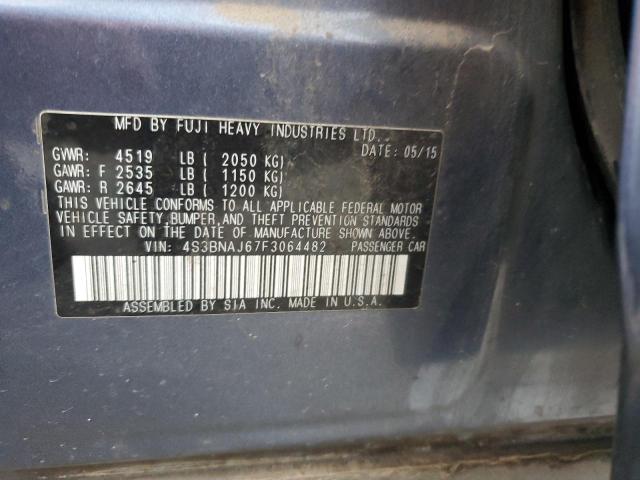 MFD BY FUJI HEAVY INDUSTRIES LTD.
DATE: 05/15
GVWR: 4519 LB ( 2050 KG)
GAWR: F 2535 LB ( 1150 KG)
GAWR: R 2645 LB ( 1200 KG)
THIS VEHICLE CONFORMS TO ALL APPLICABLE FEDERAL MOTOR
VEHICLE SAFETY, BUMPER, AND THEFT PREVENTION STANDARDS
IN EFFECT ON THE DATE OF MANUFACTURE SHOWN ABOVE.
VIN: 4S3BNAJ67F3064482 PASSENGER CAR
ASSEMBLED BY SIA INC. MADE IN U.S.A.